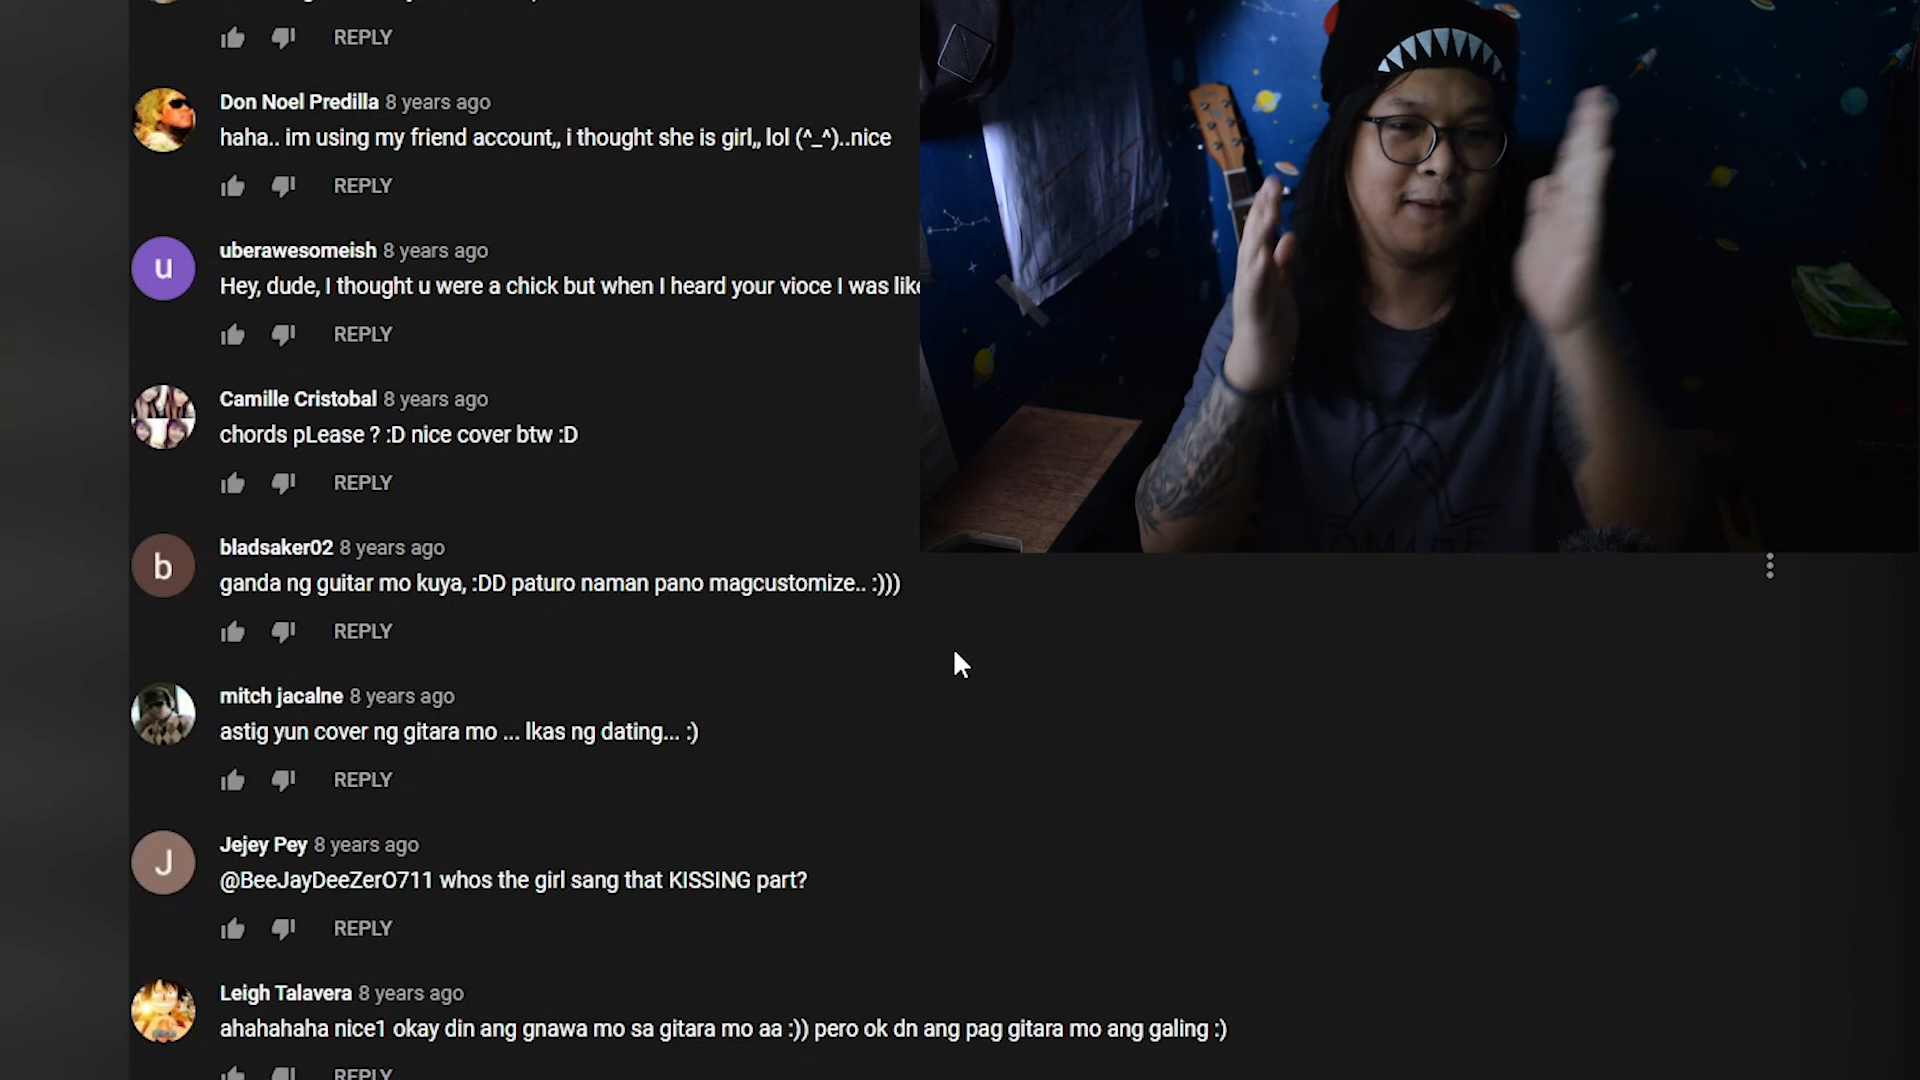 REPLY
Don Noel Predilla 8 years ago
haha.. im using my friend account,, i thought she is girl,, lol (^_^)..nice
REPLY
u
uberawesomeish 8 years ago
Hey, dude, I thought u were a chick but when I heard your vioce I was like
REPLY
Camille Cristobal 8 years ago
chords pLease ? :D nice cover btw :D
REPLY
b
bladsaker02 8 years ago
ganda ng guitar mo kuya, :DD paturo naman pano magcustomize.. :)))
REPLY
mitch jacalne 8 years ago
astig yun cover ng gitara mo ... lkas ng dating... :)
REPLY
J
Jejey Pey 8 years ago
@BeeJayDeeZerO711 whos the girl sang that KISSING part?
REPLY
Leigh Talavera 8 years ago
ahahahaha nice1 okay din ang gnawa mo sa gitara mo aa :)) pero ok dn ang pag gitara mo ang galing :)
REPLY